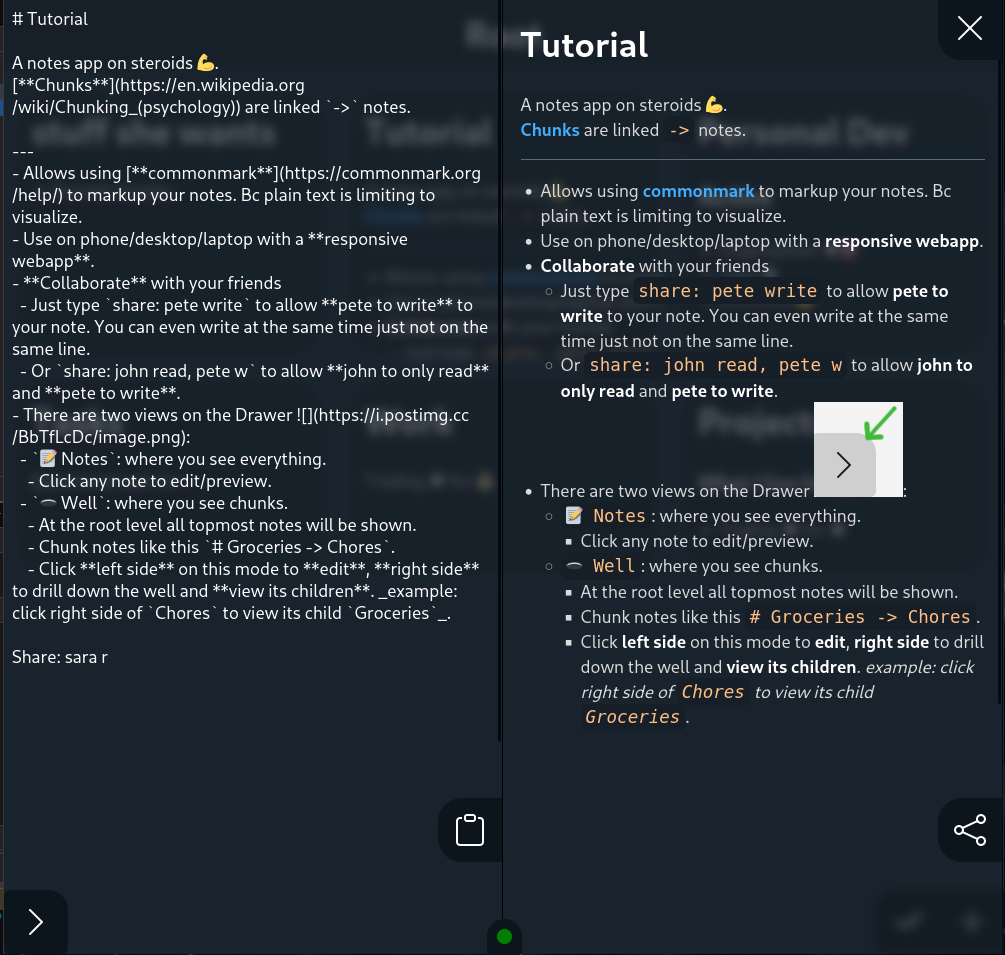 # Tutorial
A notes app on steroids 💪.
[**Chunks**](https://en.wikipedia.org
/wiki/Chunking_(psychology)) are linked `->` notes.
---
- Allows using [**commonmark**](https://commonmark.org
/help/) to markup your notes. Bc plain text is limiting to
visualize.
- Use on phone/desktop/laptop with a **responsive
webapp**.
- **Collaborate** with your friends
  - Just type `share: pete write` to allow **pete to write** to
your note. You can even write at the same time just not on the
same line.
  - Or `share: john read, pete w` to allow **john to only read**
and **pete to write**.
- There are two views on the Drawer ![](https://i.postimg.cc
/BbTfLcDc/image.png):
  - `📝 Notes`: where you see everything.
    - Click any note to edit/preview.
  - `🕳️ Well`: where you see chunks.
    - At the root level all topmost notes will be shown.
    - Chunk notes like this `# Groceries -> Chores`.
    - Click **left side** on this mode to **edit**, **right side**
to drill down the well and **view its children**. _example:
click right side of `Chores` to view its child `Groceries`_.
Share: sara r
Tutorial
A notes app on steroids 💪.
Chunks are linked -> notes.
• Allows using commonmark to markup your notes. Bc
plain text is limiting to visualize.
• Use on phone/desktop/laptop with a responsive webapp.
• Collaborate with your friends
◦ Just type share: pete write to allow pete to
write to your note. You can even write at the same
time just not on the same line.
◦ Or share: john read, pete w to allow john to
only read and pete to write.
• There are two views on the Drawer :
◦ 📝 Notes : where you see everything.
▪ Click any note to edit/preview.
◦ 🕳️ Well : where you see chunks.
▪ At the root level all topmost notes will be shown.
▪ Chunk notes like this # Groceries -> Chores .
▪ Click left side on this mode to edit, right side to drill
down the well and view its children. example: click
right side of Chores to view its child
Groceries .
stuff she wants
Tutorial
Personal Dev